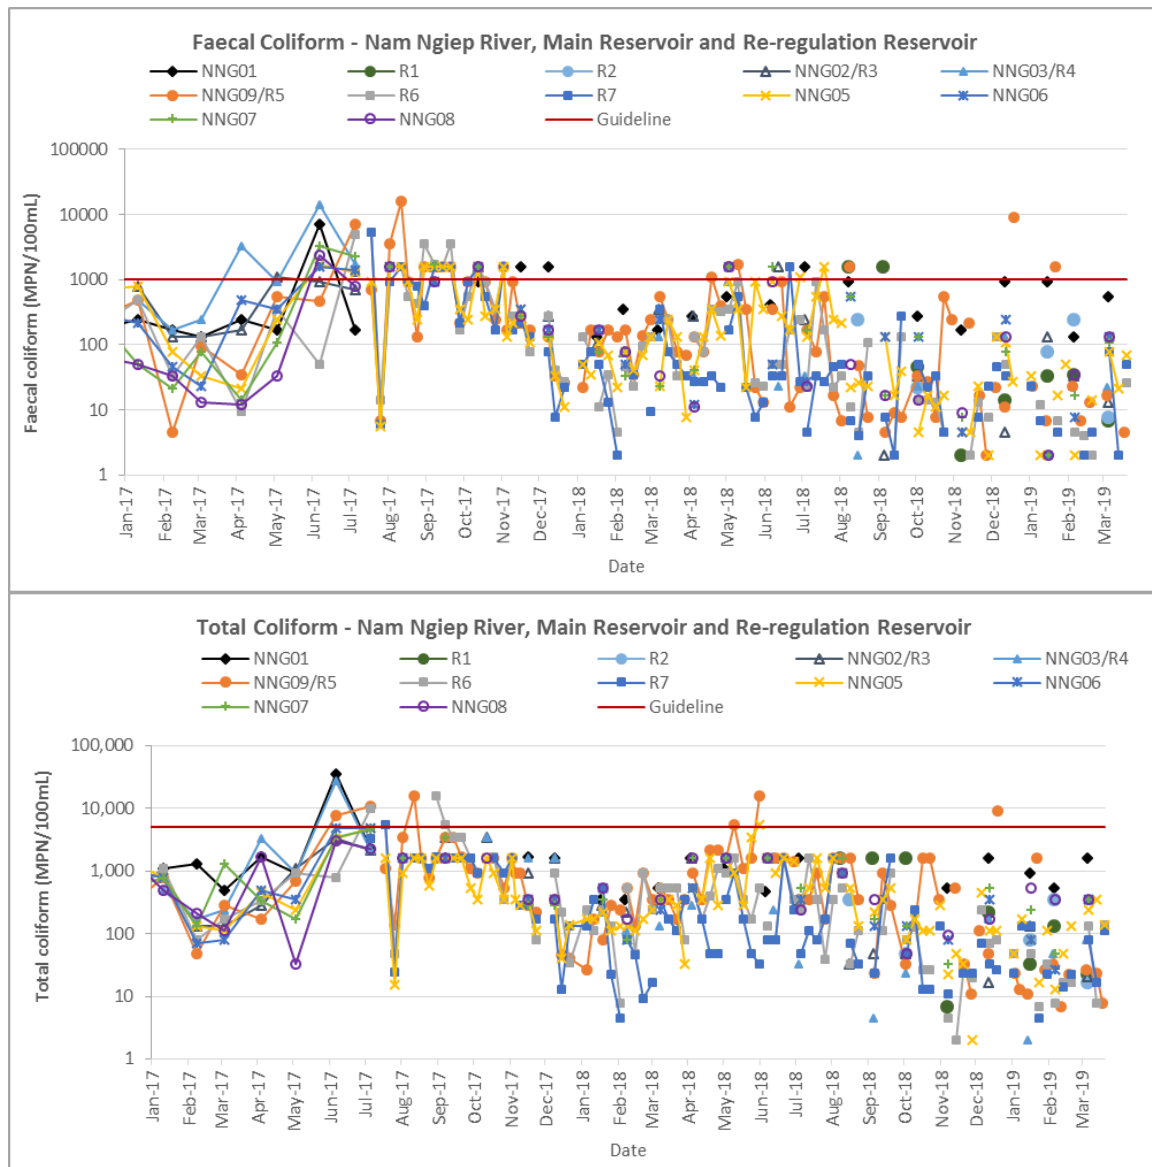 Faecal Coliform - Nam Ngiep River, Main Reservoir and Re-regulation Reservoir
NNG01 R1 R2 NNG02/R3 NNG03/R4
NNG09/R5 R6 R7 NNG05 NNG06
NNG07 NNG08 Guideline
Faecal coliform (MPN/100mL)
100000
10000
1000
100
10
1
Jan-17 Feb-17 Mar-17 Apr-17 May-17 Jun-17 Jul-17 Aug-17 Sep-17 Oct-17 Nov-17 Dec-17 Jan-18 Feb-18 Mar-18 Apr-18 May-18 Jun-18 Jul-18 Aug-18 Sep-18 Oct-18 Nov-18 Dec-18 Jan-19 Feb-19 Mar-19
Date
Total Coliform - Nam Ngiep River, Main Reservoir and Re-regulation Reservoir
NNG01 R1 R2 NNG02/R3 NNG03/R4
NNG09/R5 R6 R7 NNG05 NNG06
NNG07 NNG08 Guideline
Total coliform (MPN/100mL)
100,000
10,000
1,000
100
10
1
Jan-17 Feb-17 Mar-17 Apr-17 May-17 Jun-17 Jul-17 Aug-17 Sep-17 Oct-17 Nov-17 Dec-17 Jan-18 Feb-18 Mar-18 Apr-18 May-18 Jun-18 Jul-18 Aug-18 Sep-18 Oct-18 Nov-18 Dec-18 Jan-19 Feb-19 Mar-19
Date